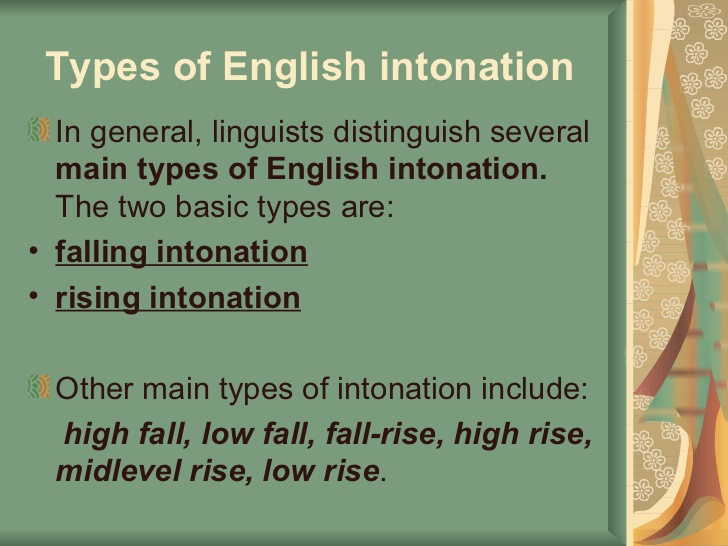 Types of English intonation
In general, linguists distinguish several
main types of English intonation.
The two basic types are:
• falling intonation
• rising intonation
Other main types of intonation include:
high fall, low fall, fall-rise, high rise,
midlevel rise, low rise.